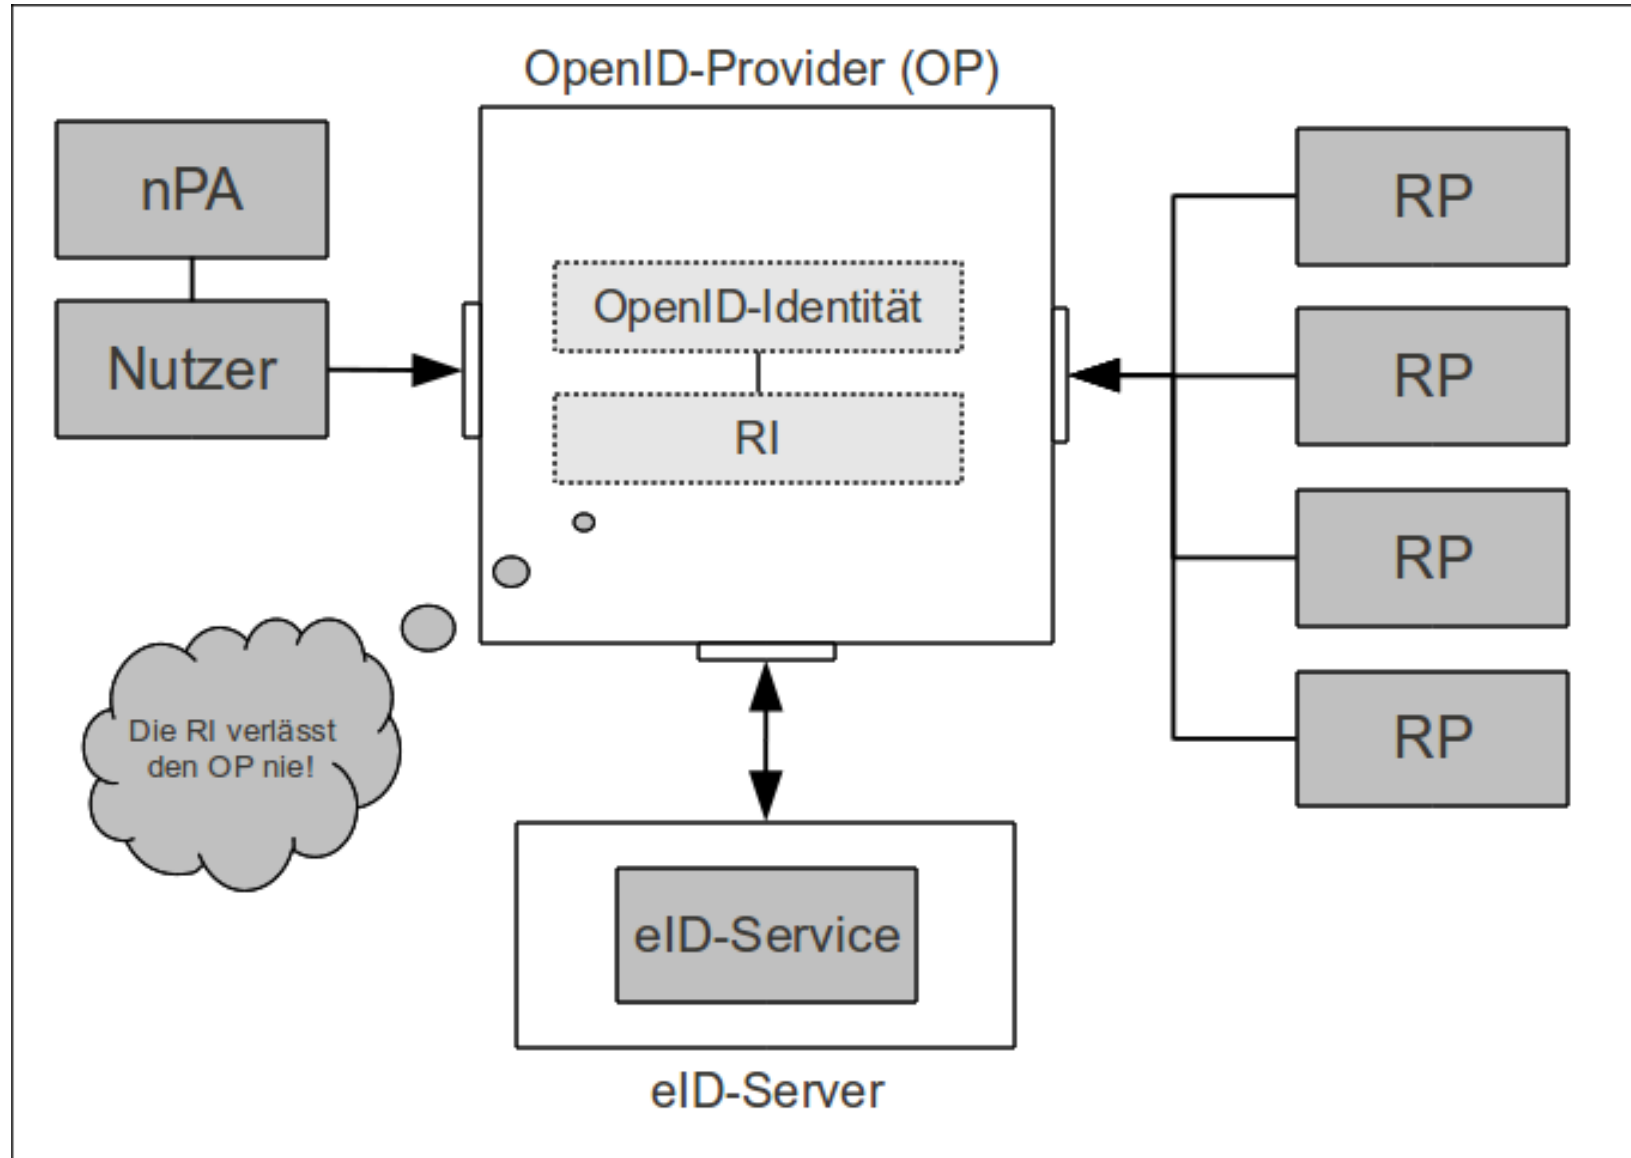 OpenID-Provider (OP)
nPA
Nutzer
OpenID-Identität
RI
RP
RP
RP
RP
Die RI verlässt
den OP nie!
eID-Service
eID-Server